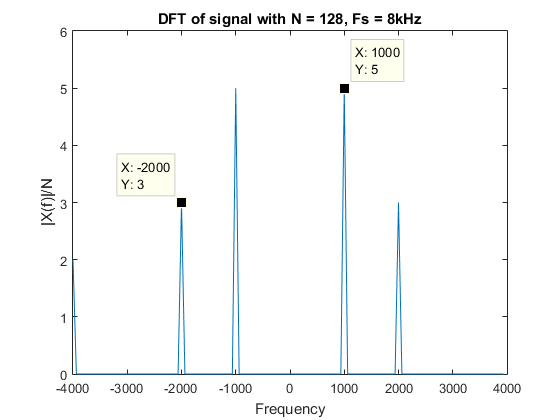 DFT of signal with N = 128, Fs = 8kHz
6
5
4
3
2
1
0
|X(f)|/N
X: 1000
Y: 5
X: -2000
Y: 3
-4000 -3000 -2000 -1000 0 1000 2000 3000 4000
Frequency